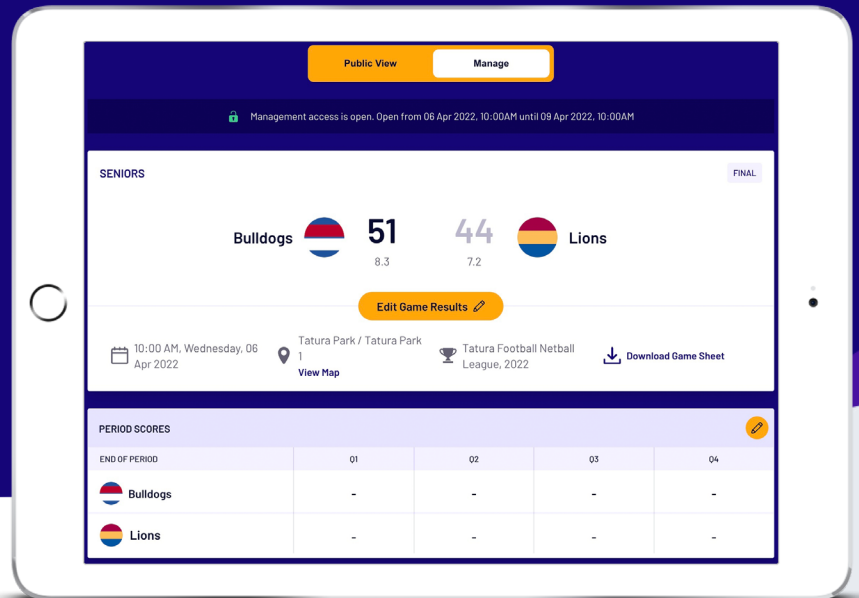 Public View
Manage
Management access is open. Open from 06 Apr 2022, 10:00AM until 09 Apr 2022, 10:00AM
SENIORS
FINAL
Bulldogs
51
8.3
44
7.2
Lions
Edit Game Results
10:00 AM, Wednesday, 06
Apr 2022
Tatura Park / Tatura Park
1
View Map
Tatura Football Netball
League, 2022
Download Game Sheet
PERIOD SCORES
END OF PERIOD Q1 Q2 Q3 Q4
Bulldogs - - - -
Lions - - - -